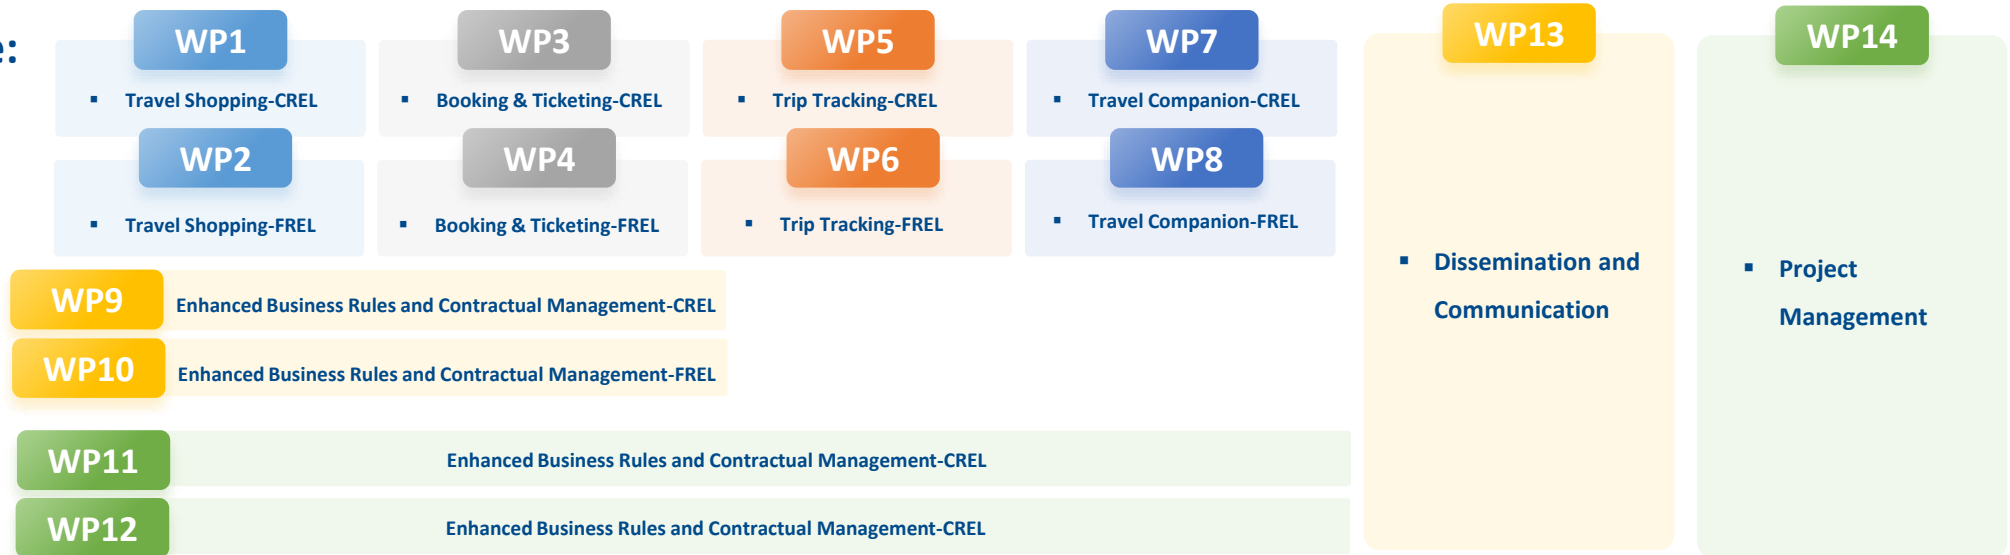 e:
WP1
WP3
WP5
WP7
WP13
WP14
▪ Travel Shopping-CREL
▪ Booking & Ticketing-CREL
▪ Trip Tracking-CREL
▪ Travel Companion-CREL
WP2
WP4
WP6
WP8
▪ Travel Shopping-FREL
▪ Booking & Ticketing-FREL
▪ Trip Tracking-FREL
▪ Travel Companion-FREL
▪ Dissemination and
Communication
▪ Project
Management
WP9
Enhanced Business Rules and Contractual Management-CREL
WP10
Enhanced Business Rules and Contractual Management-FREL
WP11
Enhanced Business Rules and Contractual Management-CREL
WP12
Enhanced Business Rules and Contractual Management-CREL